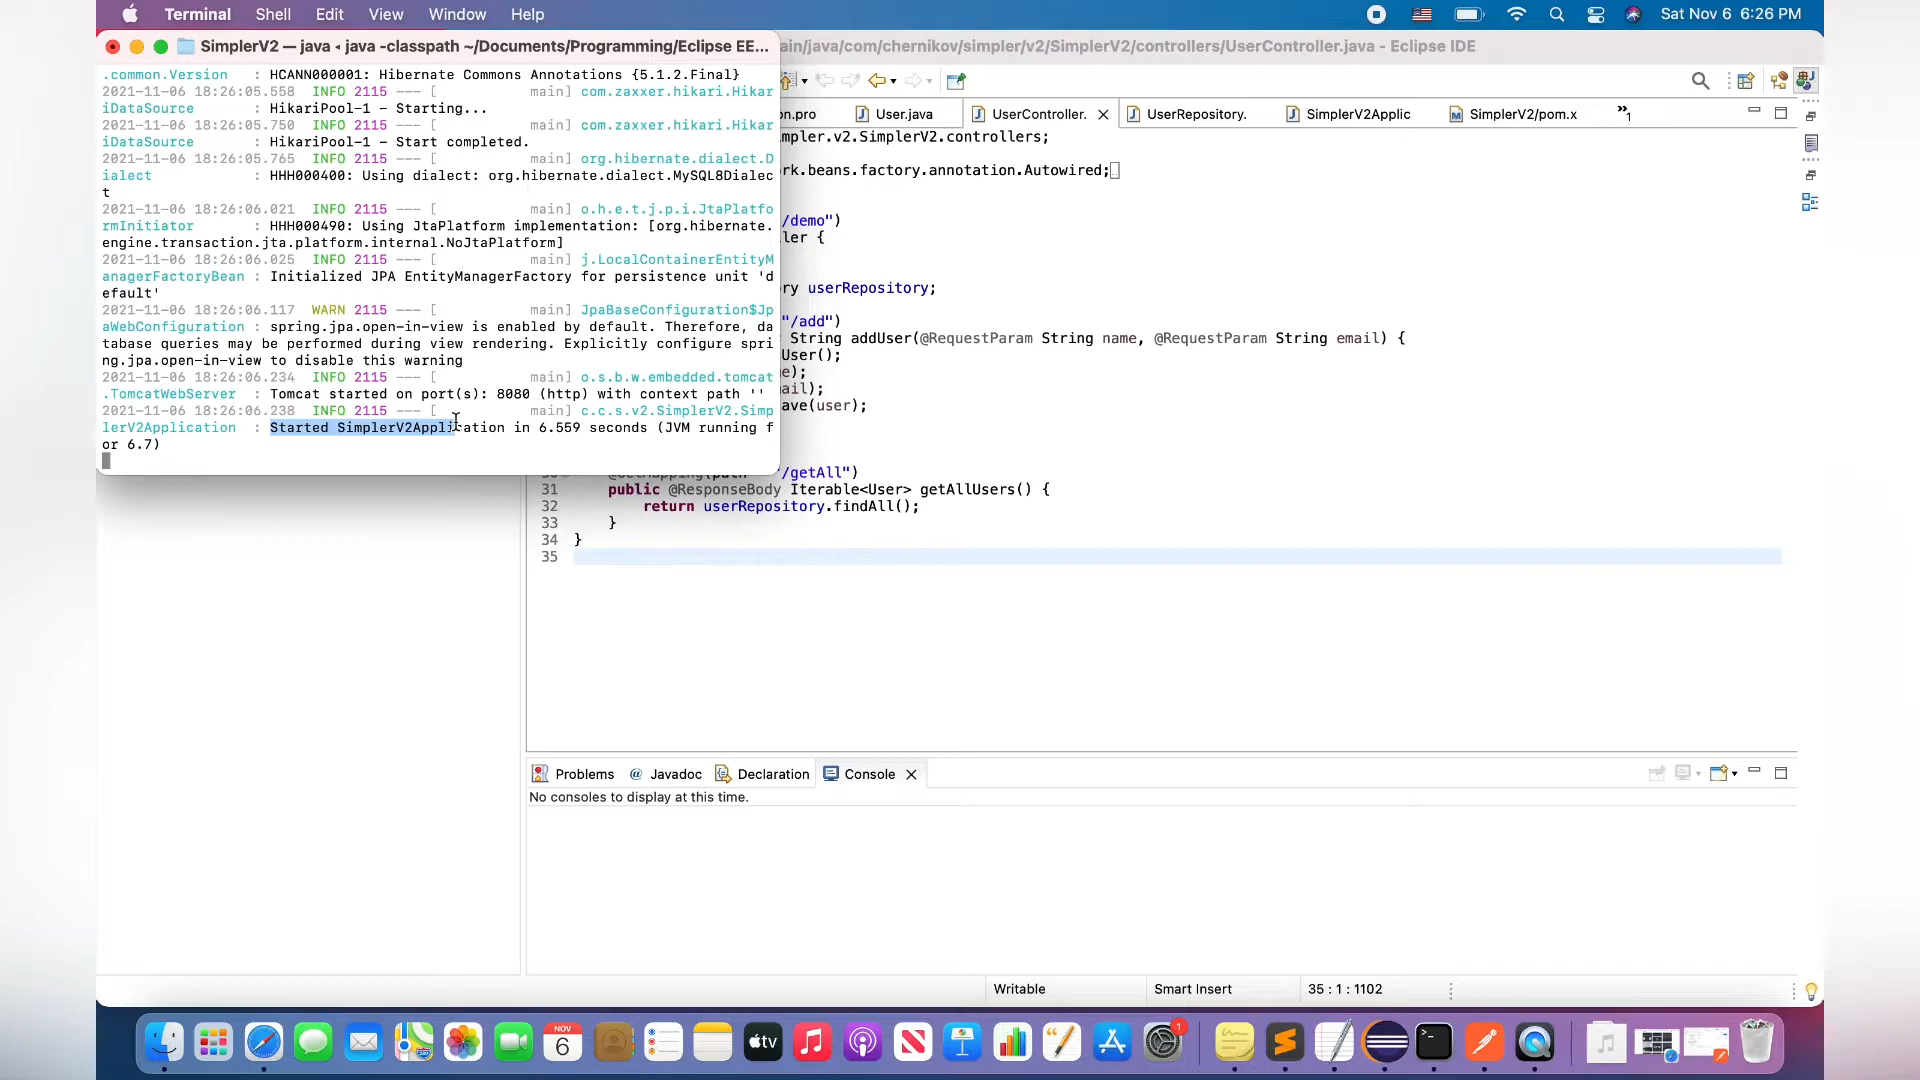 Terminal Shell Edit View Window Help Sat Nov 6 6:26 PM
SimplerV2 — java ◂ java -classpath ~/Documents/Programming/Eclipse EE...
.common.Version : HCANN000001: Hibernate Commons Annotations {5.1.2.Final}
2021-11-06 18:26:05.558 INFO 2115 --- [ main] com.zaxxer.hikari.Hikar
iDataSource : HikariPool-1 - Starting...
2021-11-06 18:26:05.750 INFO 2115 --- [ main] com.zaxxer.hikari.Hikar
iDataSource : HikariPool-1 - Start completed.
2021-11-06 18:26:05.765 INFO 2115 --- [ main] org.hibernate.dialect.D
ialect : HHH000400: Using dialect: org.hibernate.dialect.MySQL8Dialec
t
2021-11-06 18:26:06.021 INFO 2115 --- [ main] o.h.e.t.j.p.i.JtaPlatfo
rmInitiator : HHH000490: Using JtaPlatform implementation: [org.hibernate.
engine.transaction.jta.platform.internal.NoJtaPlatform]
2021-11-06 18:26:06.025 INFO 2115 --- [ main] j.LocalContainerEntityM
anagerFactoryBean : Initialized JPA EntityManagerFactory for persistence unit 'd
efault'
2021-11-06 18:26:06.117 WARN 2115 --- [ main] JpaBaseConfiguration$Jp
aWebConfiguration : spring.jpa.open-in-view is enabled by default. Therefore, da
tabase queries may be performed during view rendering. Explicitly configure spri
ng.jpa.open-in-view to disable this warning
2021-11-06 18:26:06.234 INFO 2115 --- [ main] o.s.b.w.embedded.tomcat
.TomcatWebServer : Tomcat started on port(s): 8080 (http) with context path ''
2021-11-06 18:26:06.238 INFO 2115 --- [ main] c.c.s.v2.SimplerV2.Simp
lerV2Application : Started SimplerV2Application in 6.559 seconds (JVM running f
or 6.7)
ain/java/com/chernikov/simpler/v2/SimplerV2/controllers/UserController.java - Eclipse IDE
on.pro User.java UserController. UserRepository. SimplerV2Applic SimplerV2/pom.x »1
mpler.v2.SimplerV2.controllers;
rk.beans.factory.annotation.Autowired;
/demo")
ler {
ry userRepository;
"/add")
String addUser(@RequestParam String name, @RequestParam String email) {
User();
e);
ail);
ave(user);
/getAll")
31 public @ResponseBody Iterable<User> getAllUsers() {
32 return userRepository.findAll();
33 }
34 }
35
Problems @ Javadoc Declaration Console
No consoles to display at this time.
Writable Smart Insert 35 : 1 : 1102
NOV
6
tv
1